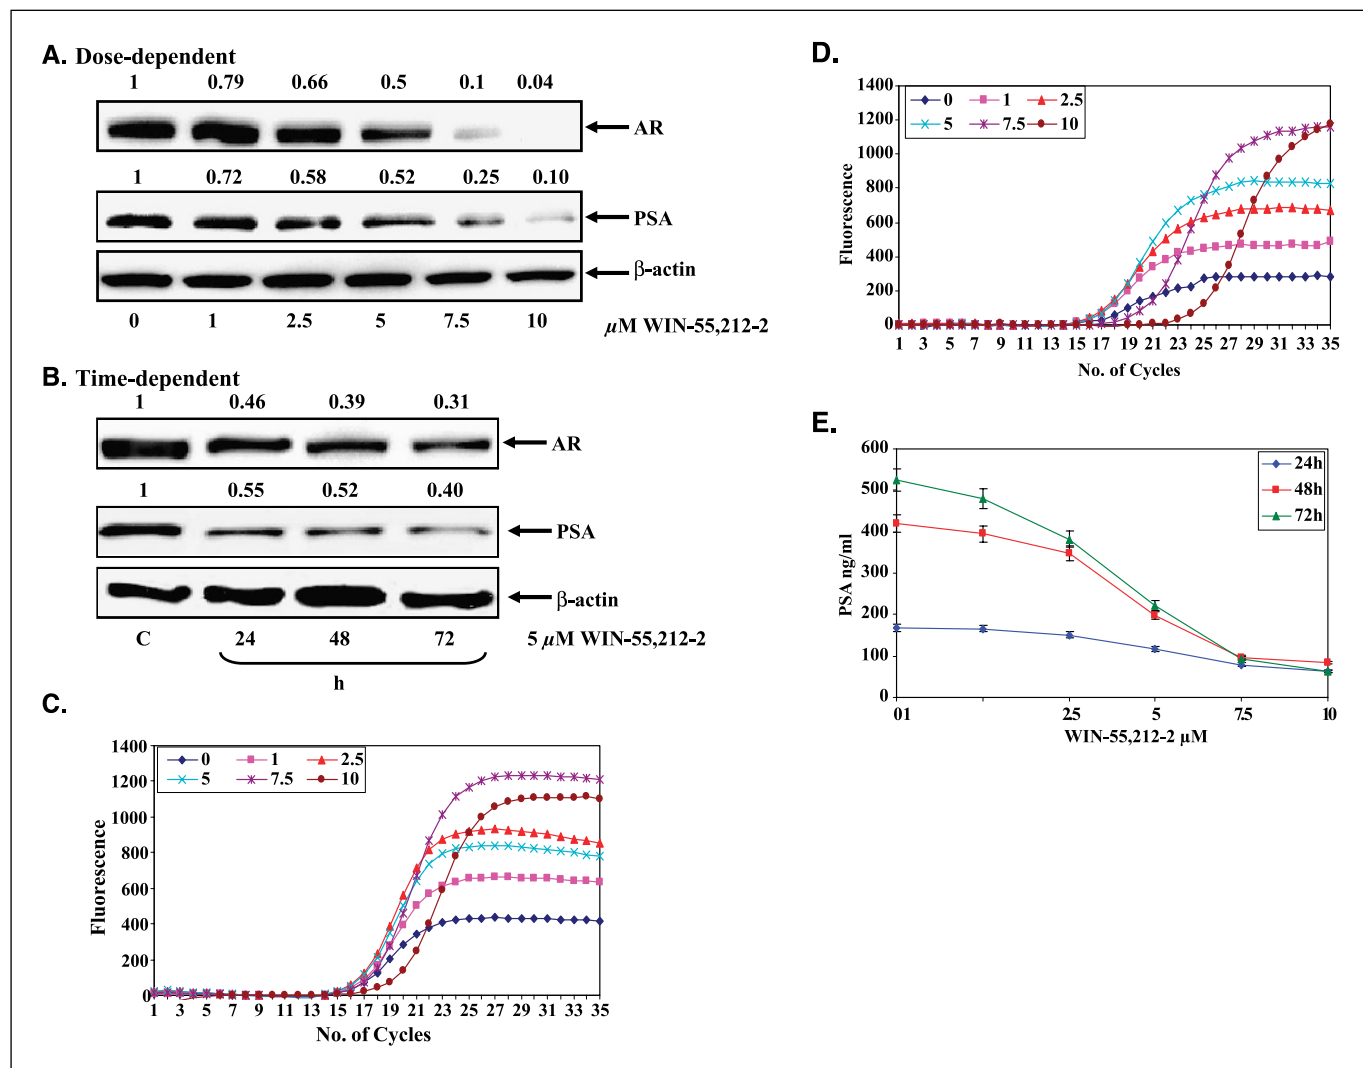 A. Dose-dependent
1 0.79 0.66 0.5 0.1 0.04
AR
1 0.72 0.58 0.52 0.25 0.10
PSA
β-actin
0 1 2.5 5 7.5 10 µM WIN-55,212-2
B. Time-dependent
1 0.46 0.39 0.31
AR
1 0.55 0.52 0.40
PSA
β-actin
C 24 48 72 5 µM WIN-55,212-2
h
C.
1400
1200
1000
800
600
400
200
0
Fluorescence
0 1 2.5
5 7.5 10
1 3 5 7 9 11 13 15 17 19 21 23 25 27 29 31 33 35
No. of Cycles
D.
1400
1200
1000
800
600
400
200
0
Fluorescence
0 1 2.5
5 7.5 10
1 3 5 7 9 11 13 15 17 19 21 23 25 27 29 31 33 35
No. of Cycles
E.
600
500
400
300
200
100
0
PSA ng/ml
24h
48h
72h
01 25 5 75 10
WIN-55,212-2 µM